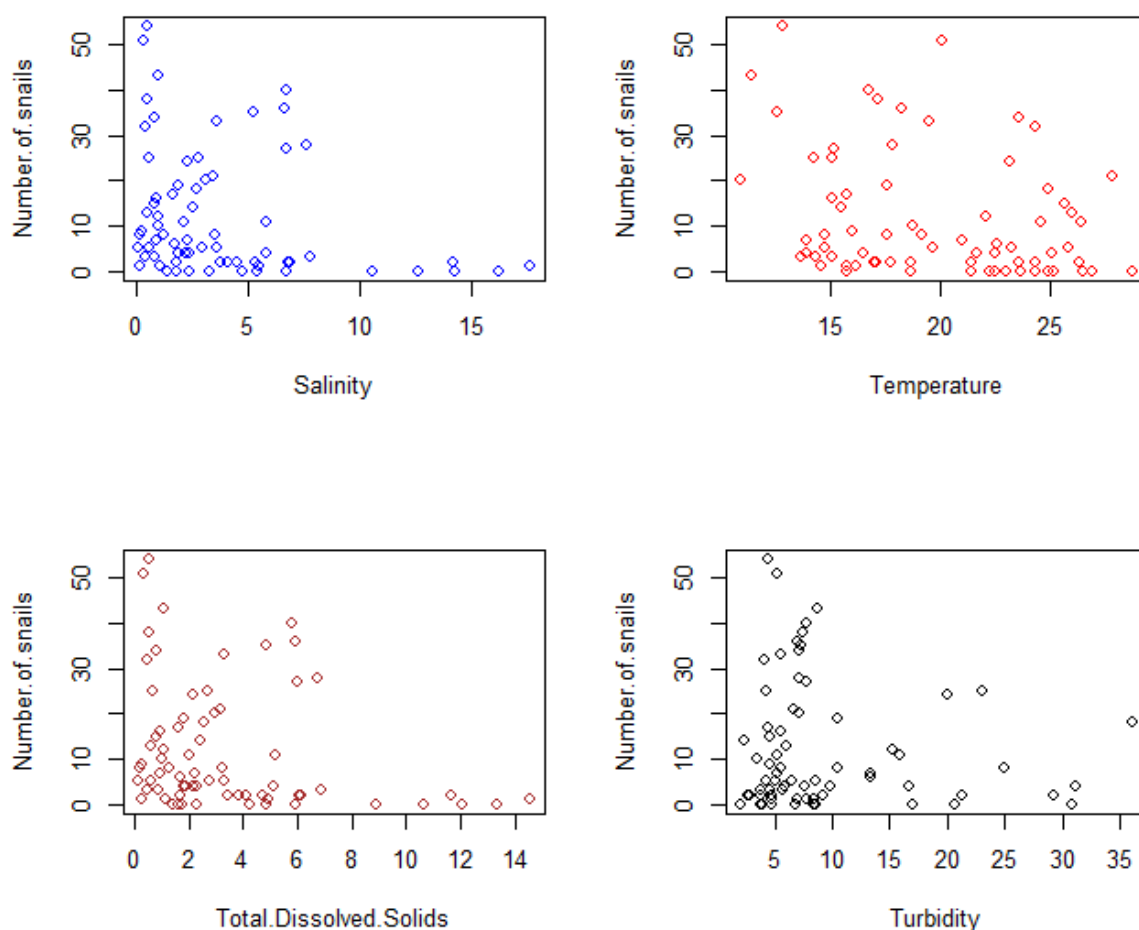 Number.of.snails
0 10 30 50
0 5 10 15
Salinity
Number.of.snails
0 10 30 50
15 20 25
Temperature
Number.of.snails
0 10 30 50
0 2 4 6 8 10 12 14
Total.Dissolved.Solids
Number.of.snails
0 10 30 50
5 10 15 20 25 30 35
Turbidity